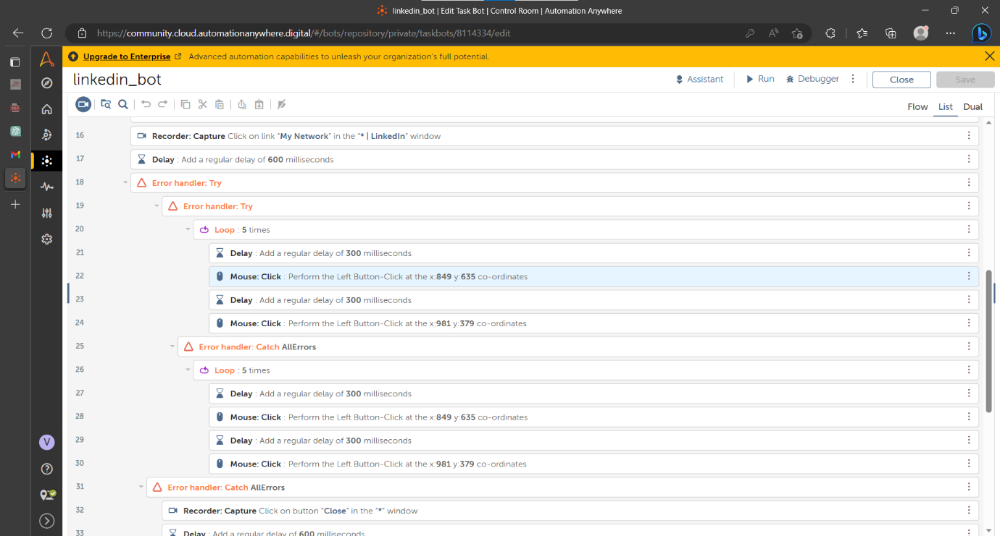 linkedin_bot | Edit Task Bot | Control Room | Automation Anywhere
https://community.cloud.automationanywhere.digital/#/bots/repository/private/taskbots/8114334/edit
Upgrade to Enterprise Advanced automation capabilities to unleash your organization's full potential.
linkedin_bot Assistant Run Debugger Close Save
Flow List Dual
16 Recorder: Capture Click on link "My Network" in the "* | LinkedIn" window
17 Delay : Add a regular delay of 600 milliseconds
18 Error handler: Try
19 Error handler: Try
20 Loop : 5 times
21 Delay : Add a regular delay of 300 milliseconds
22 Mouse: Click : Perform the Left Button-Click at the x:849 y:635 co-ordinates
23 Delay : Add a regular delay of 300 milliseconds
24 Mouse: Click : Perform the Left Button-Click at the x:981 y:379 co-ordinates
25 Error handler: Catch AllErrors
26 Loop : 5 times
27 Delay : Add a regular delay of 300 milliseconds
28 Mouse: Click : Perform the Left Button-Click at the x:849 y:635 co-ordinates
29 Delay : Add a regular delay of 300 milliseconds
V
30 Mouse: Click : Perform the Left Button-Click at the x:981 y:379 co-ordinates
31 Error handler: Catch AllErrors
32 Recorder: Capture Click on button "Close" in the "*" window
33 Delay : Add a regular delay of 600 milliseconds